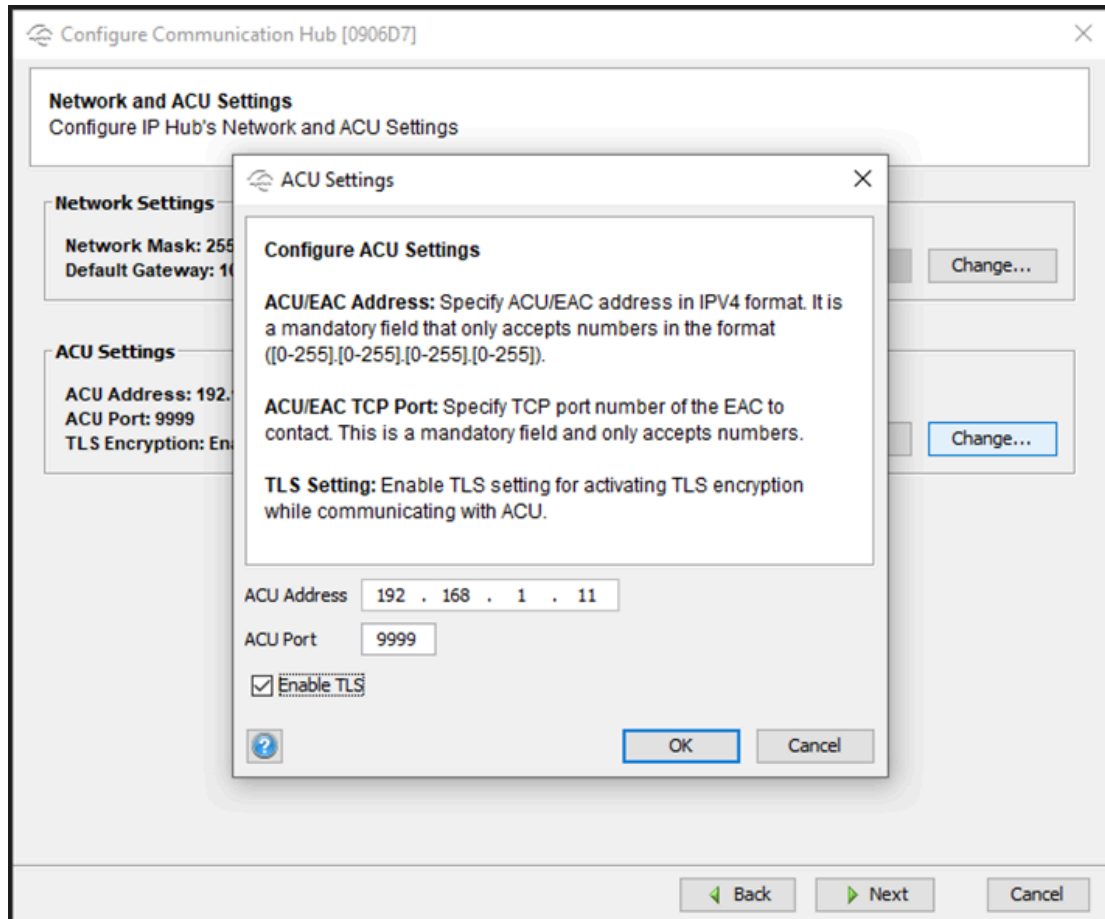 Configure Communication Hub [0906D7]
Network and ACU Settings
Configure IP Hub's Network and ACU Settings
ACU Settings
Network Settings
Network Mask: 255
Default Gateway: 1
Change...
Configure ACU Settings
ACU/EAC Address: Specify ACU/EAC address in IPV4 format. It is
a mandatory field that only accepts numbers in the format
([0-255].[0-255].[0-255].[0-255]).
ACU/EAC TCP Port: Specify TCP port number of the EAC to
contact. This is a mandatory field and only accepts numbers.
TLS Setting: Enable TLS setting for activating TLS encryption
while communicating with ACU.
ACU Settings
ACU Address: 192.
ACU Port: 9999
TLS Encryption:
Change...
ACU Address 192 . 168 . 1 . 11
ACU Port 9999
Enable TLS
?
OK Cancel
Back Next Cancel